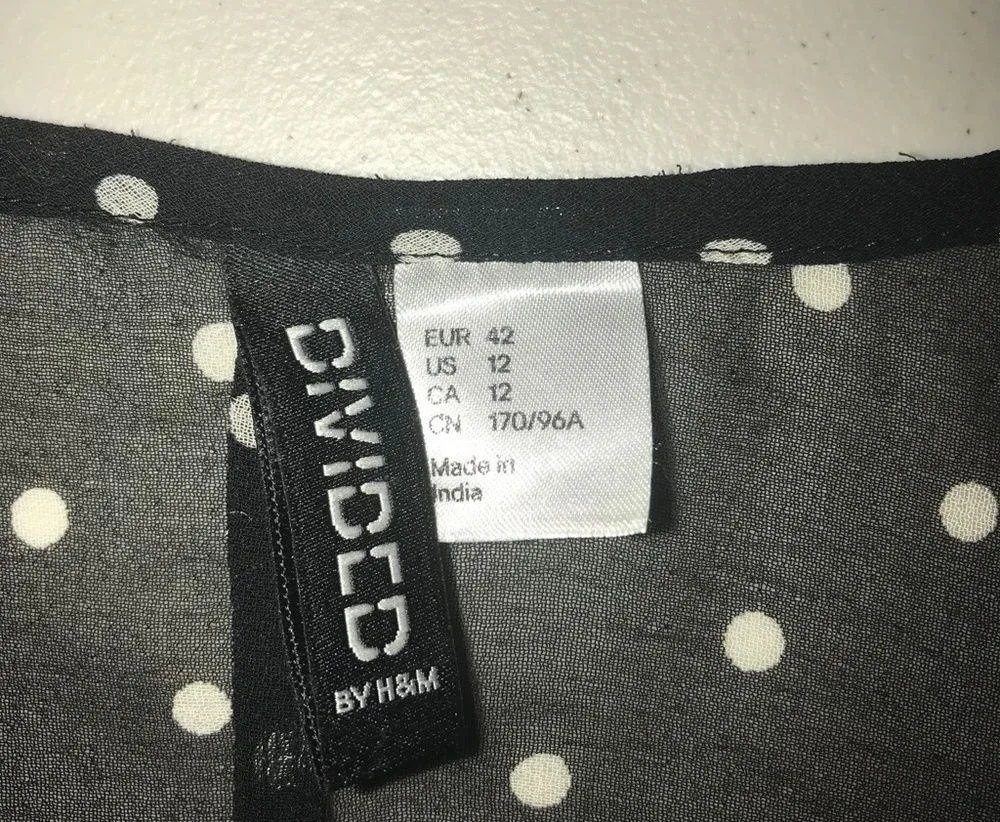 DIVIDED
BY H&M
EUR 42
US 12
CA 12
CN 170/96A
Made in
India